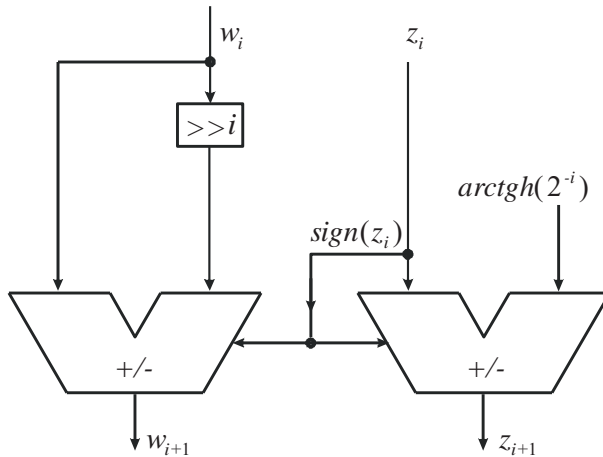 w_i
z_i
>>i
arctgh(2^{-i})
sign(z_i)
+/-
+/-
w_{i+1}
z_{i+1}